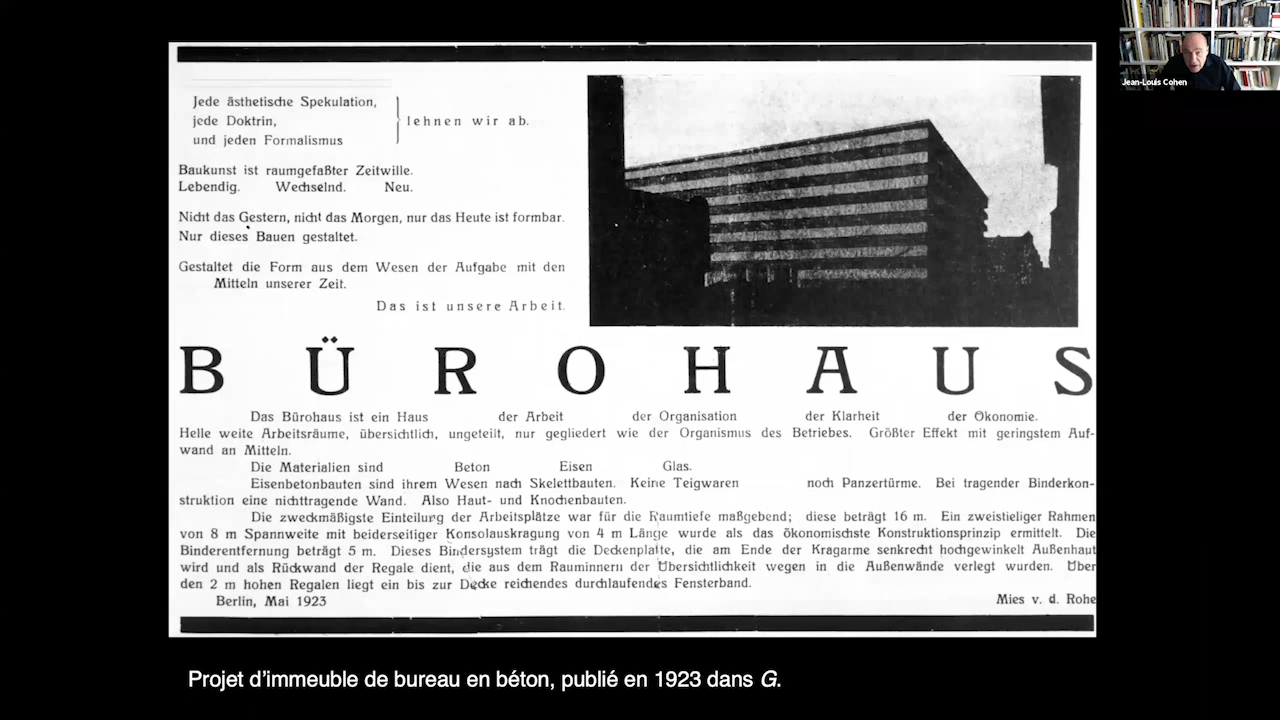 Jean-Louis Cohen
Jede ästhetische Spekulation,
jede Doktrin,
und jeden Formalismus
lehnen wir ab.
Baukunst ist raumgefaßter Zeitwille.
Lebendig. Wechselnd. Neu.
Nicht das Gestern, nicht das Morgen, nur das Heute ist formbar.
Nur dieses Bauen gestaltet.
Gestaltet die Form aus dem Wesen der Aufgabe mit den
Mitteln unserer Zeit.
Das ist unsere Arbeit.
BÜROHAUS
Das Bürohaus ist ein Haus der Arbeit der Organisation der Klarheit der Ökonomie.
Helle weite Arbeitsräume, übersichtlich, ungeteilt, nur gegliedert wie der Organismus des Betriebes. Größter Effekt mit geringstem Auf-
wand an Mitteln.
Die Materialien sind Beton Eisen Glas.
Eisenbetonbauten sind ihrem Wesen nach Skelettbauten. Keine Teigwaren noch Panzertürme. Bei tragender Binderkon-
struktion eine nichttragende Wand. Also Haut- und Knochenbauten.
Die zweckmäßigste Einteilung der Arbeitsplätze war für die Raumtiefe maßgebend; diese beträgt 16 m. Ein zweistieliger Rahmen
von 8 m Spannweite mit beiderseitiger Konsolauskragung von 4 m Länge wurde als das ökonomischste Konstruktionsprinzip ermittelt. Die
Binderentfernung beträgt 5 m. Dieses Bindersystem trägt die Deckenplatte, die am Ende der Kragarme senkrecht hochgewinkelt Außenhaut
wird und als Rückwand der Regale dient, die aus dem Rauminnern der Übersichtlichkeit wegen in die Außenwände verlegt wurden. Über
den 2 m hohen Regalen liegt ein bis zur Decke reichendes durchlaufendes Fensterband.
Berlin, Mai 1923 Mies v. d. Rohe
Projet d'immeuble de bureau en béton, publié en 1923 dans G.